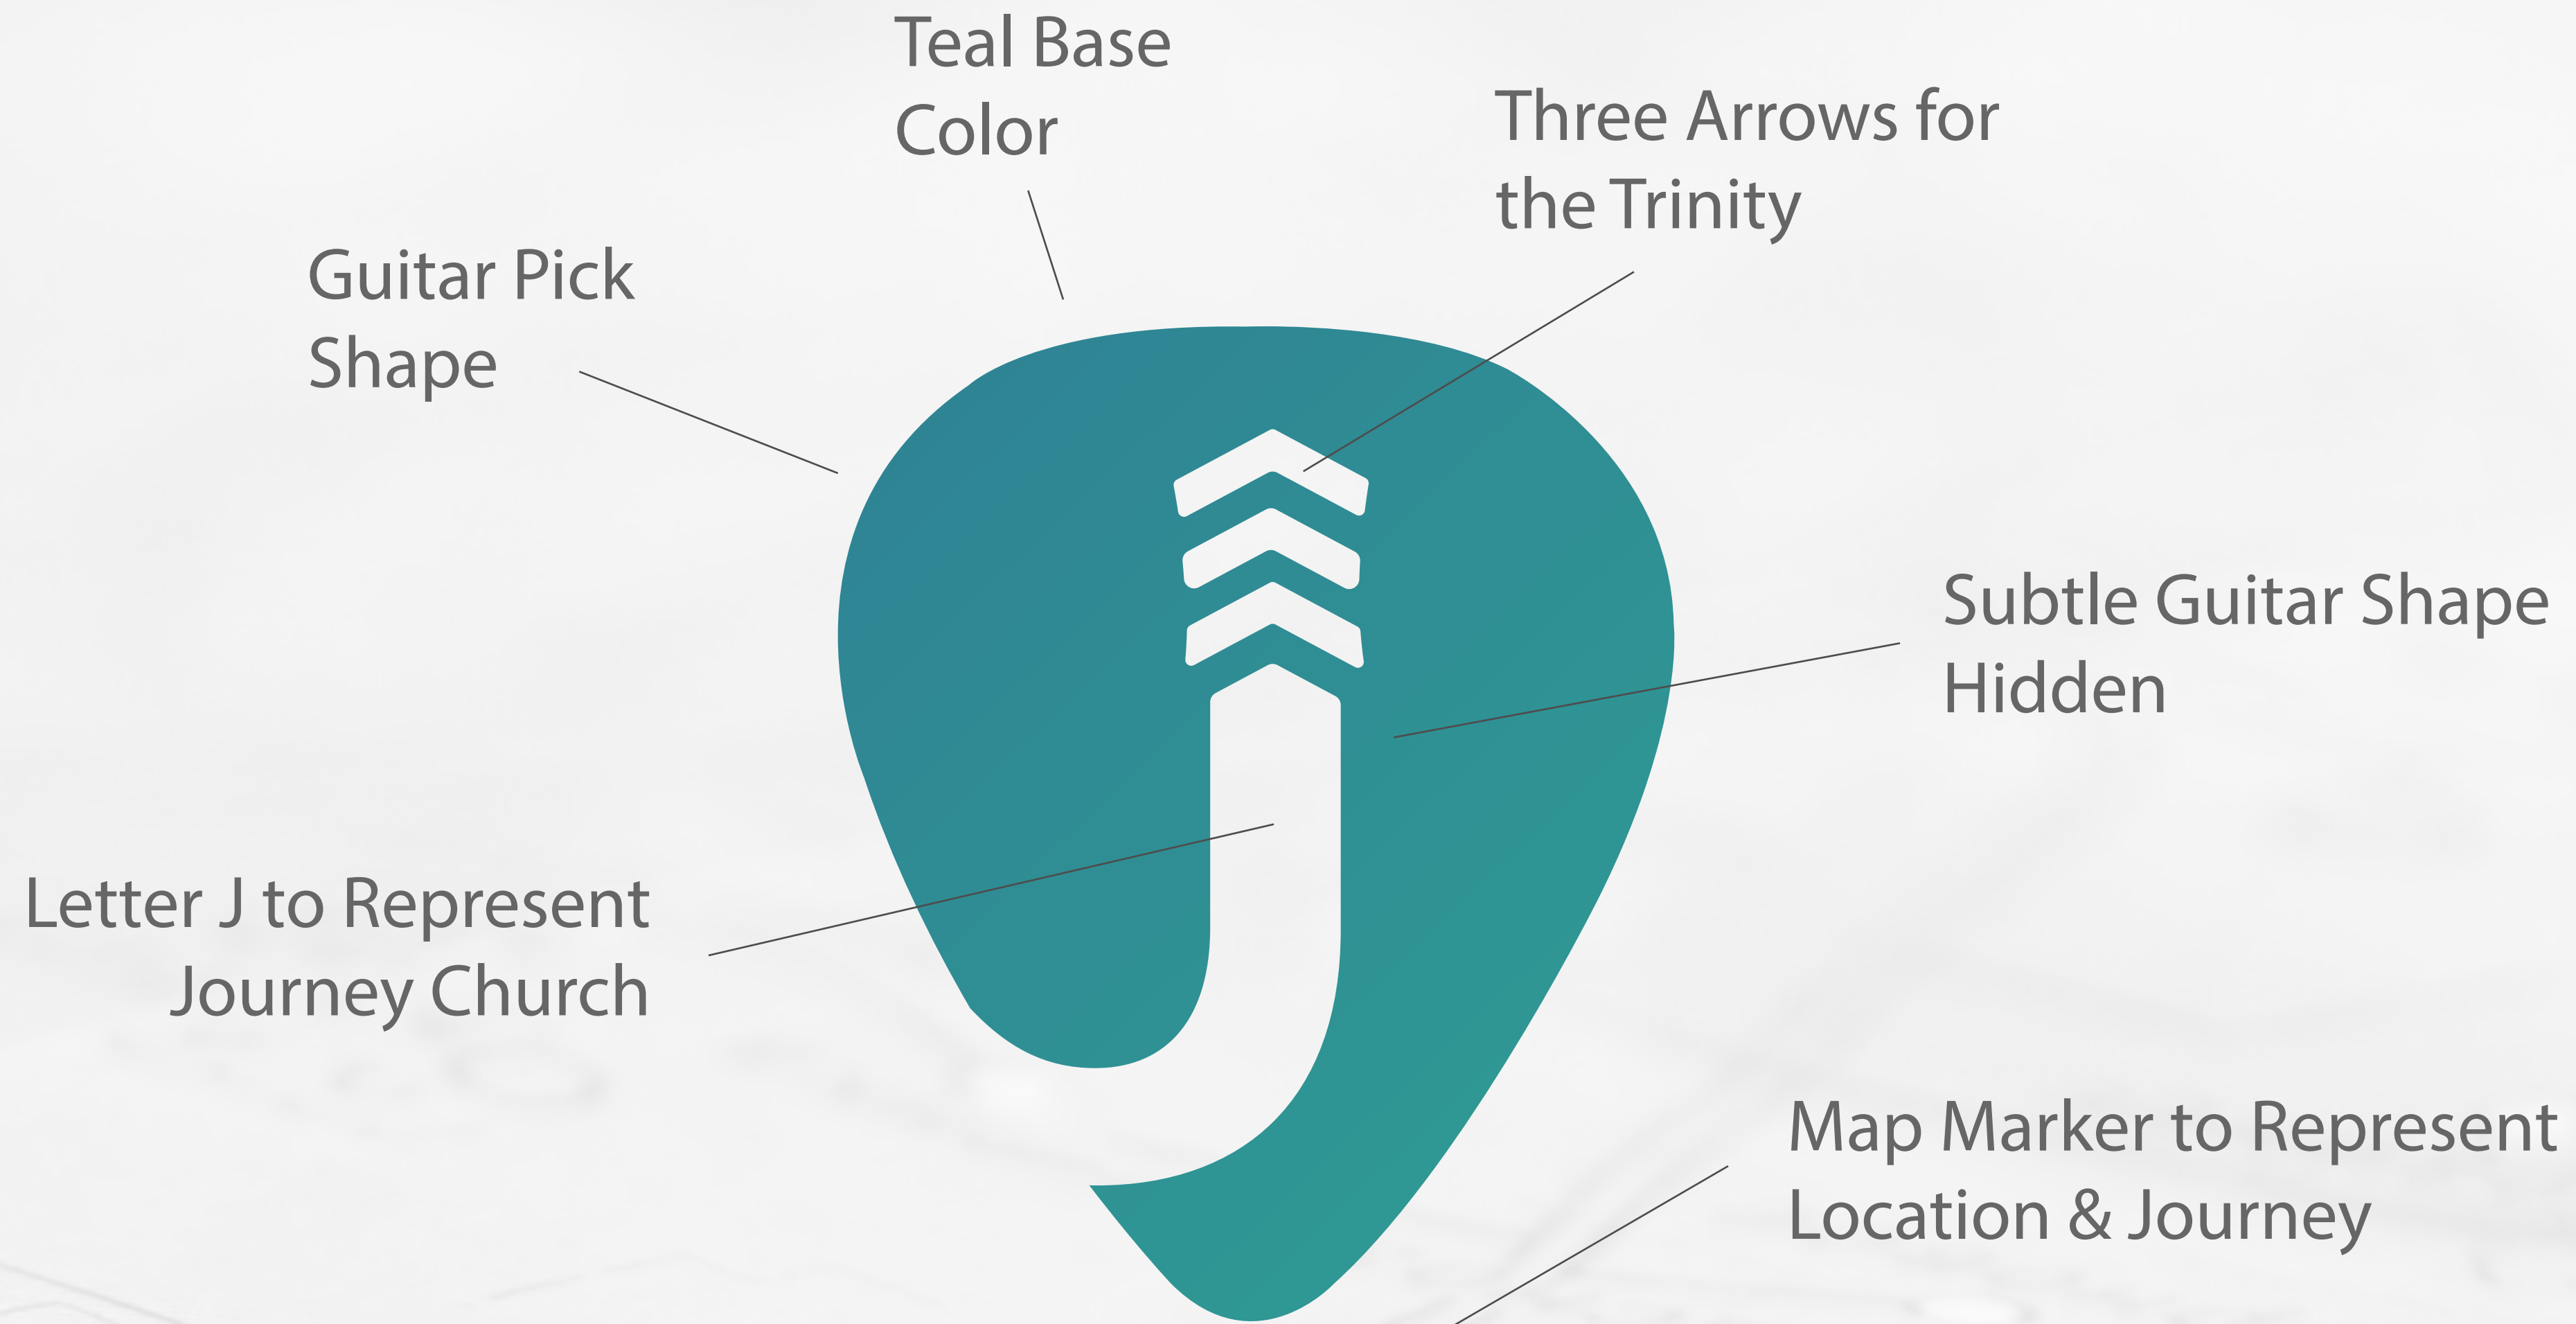 Teal Base
Color
Three Arrows for
the Trinity
Guitar Pick
Shape
Subtle Guitar Shape
Hidden
Letter J to Represent
Journey Church
Map Marker to Represent
Location & Journey